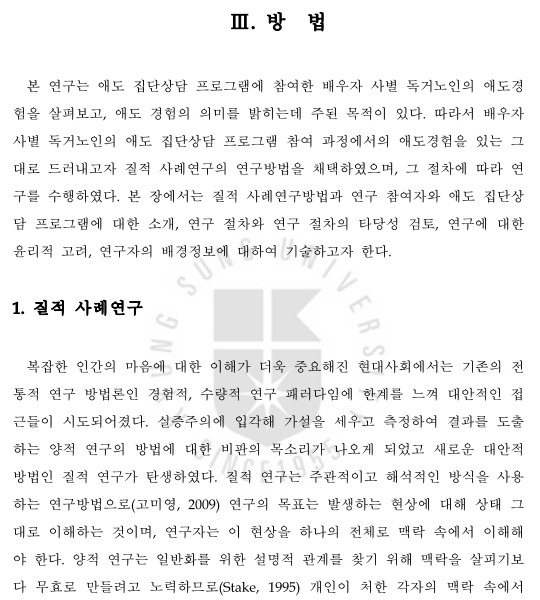 Ⅲ. 방 법
본 연구는 애도 집단상담 프로그램에 참여한 배우자 사별 독거노인의 애도경
험을 살펴보고, 애도 경험의 의미를 밝히는데 주된 목적이 있다. 따라서 배우자
사별 독거노인의 애도 집단상담 프로그램 참여 과정에서의 애도경험을 있는 그
대로 드러내고자 질적 사례연구의 연구방법을 채택하였으며, 그 절차에 따라 연
구를 수행하였다. 본 장에서는 질적 사례연구방법과 연구 참여자와 애도 집단상
담 프로그램에 대한 소개, 연구 절차와 연구 절차의 타당성 검토, 연구에 대한
윤리적 고려, 연구자의 배경정보에 대하여 기술하고자 한다.
1. 질적 사례연구
복잡한 인간의 마음에 대한 이해가 더욱 중요해진 현대사회에서는 기존의 전
통적 연구 방법론인 경험적, 수량적 연구 패러다임에 한계를 느껴 대안적인 접
근들이 시도되어졌다. 실증주의에 입각해 가설을 세우고 측정하여 결과를 도출
하는 양적 연구의 방법에 대한 비판의 목소리가 나오게 되었고 새로운 대안적
방법인 질적 연구가 탄생하였다. 질적 연구는 주관적이고 해석적인 방식을 사용
하는 연구방법으로(고미영, 2009) 연구의 목표는 발생하는 현상에 대해 상태 그
대로 이해하는 것이며, 연구자는 이 현상을 하나의 전체로 맥락 속에서 이해해
야 한다. 양적 연구는 일반화를 위한 설명적 관계를 찾기 위해 맥락을 살피기보
다 무효로 만들려고 노력하므로(Stake, 1995) 개인이 처한 각자의 맥락 속에서
UNG SUNG UNIVER
SINCE 1955